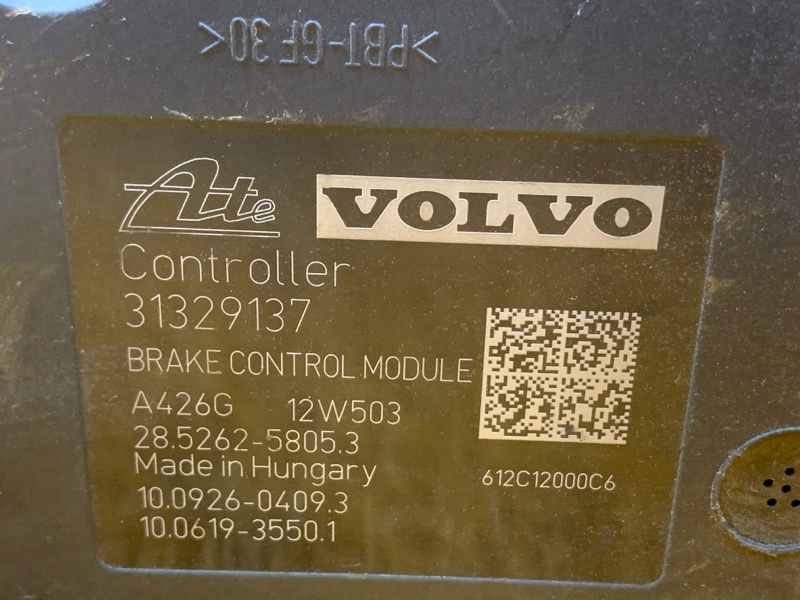 >PBT-GF30<
Ate VOLVO
Controller
31329137
BRAKE CONTROL MODULE
A426G 12W503
28.5262-5805.3
Made in Hungary
612C12000C6
10.0926-0409.3
10.0619-3550.1